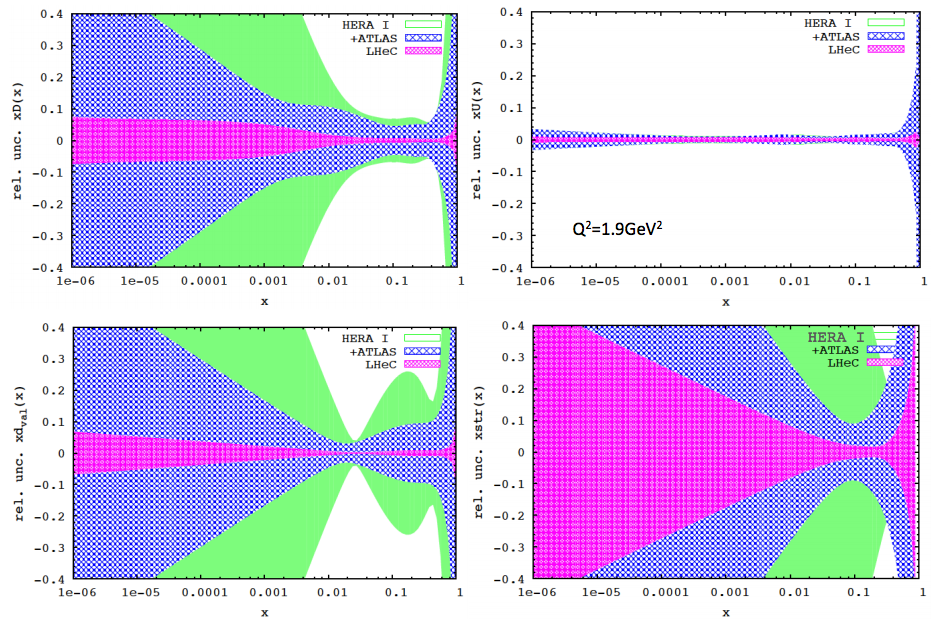 0.4
0.3
0.2
0.1
0
-0.1
-0.2
-0.3
-0.4
rel. unc. xD(x)
HERA I
+ATLAS
LHeC
1e-06 1e-05 0.0001 0.001 0.01 0.1 1
x
0.4
0.3
0.2
0.1
0
-0.1
-0.2
-0.3
-0.4
rel. unc. xU(x)
HERA I
+ATLAS
LHeC
Q²=1.9GeV²
1e-06 1e-05 0.0001 0.001 0.01 0.1 1
x
0.4
0.3
0.2
0.1
0
-0.1
-0.2
-0.3
-0.4
rel. unc. xd_val(x)
HERA I
+ATLAS
LHeC
1e-06 1e-05 0.0001 0.001 0.01 0.1 1
x
0.4
0.3
0.2
0.1
0
-0.1
-0.2
-0.3
-0.4
rel. unc. xstr(x)
HERA I
+ATLAS
LHeC
1e-06 1e-05 0.0001 0.001 0.01 0.1 1
x